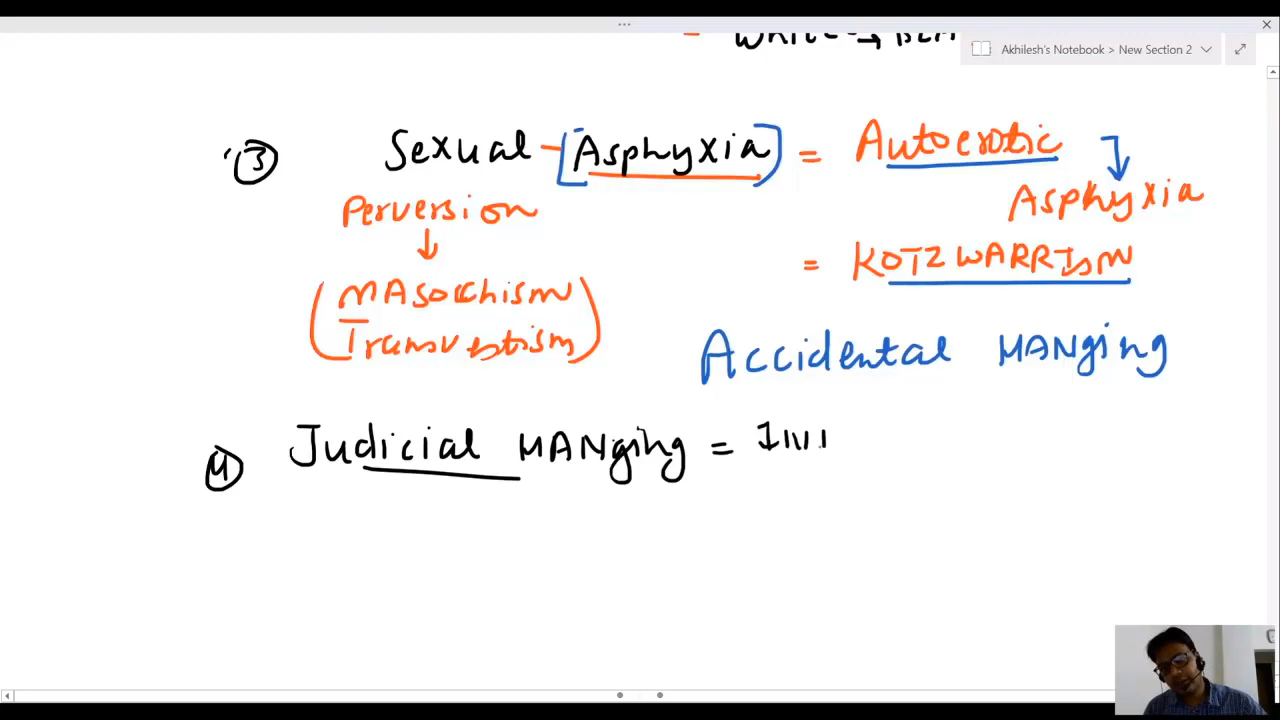 Akhilesh's Notebook > New Section 2
③ Sexual - [Asphyxia] = Autoerotic
Asphyxia
Perversion
= KOTZWARRISM
(MAsochism
Transvestism)
Accidental HANging
④ Judicial HANging =